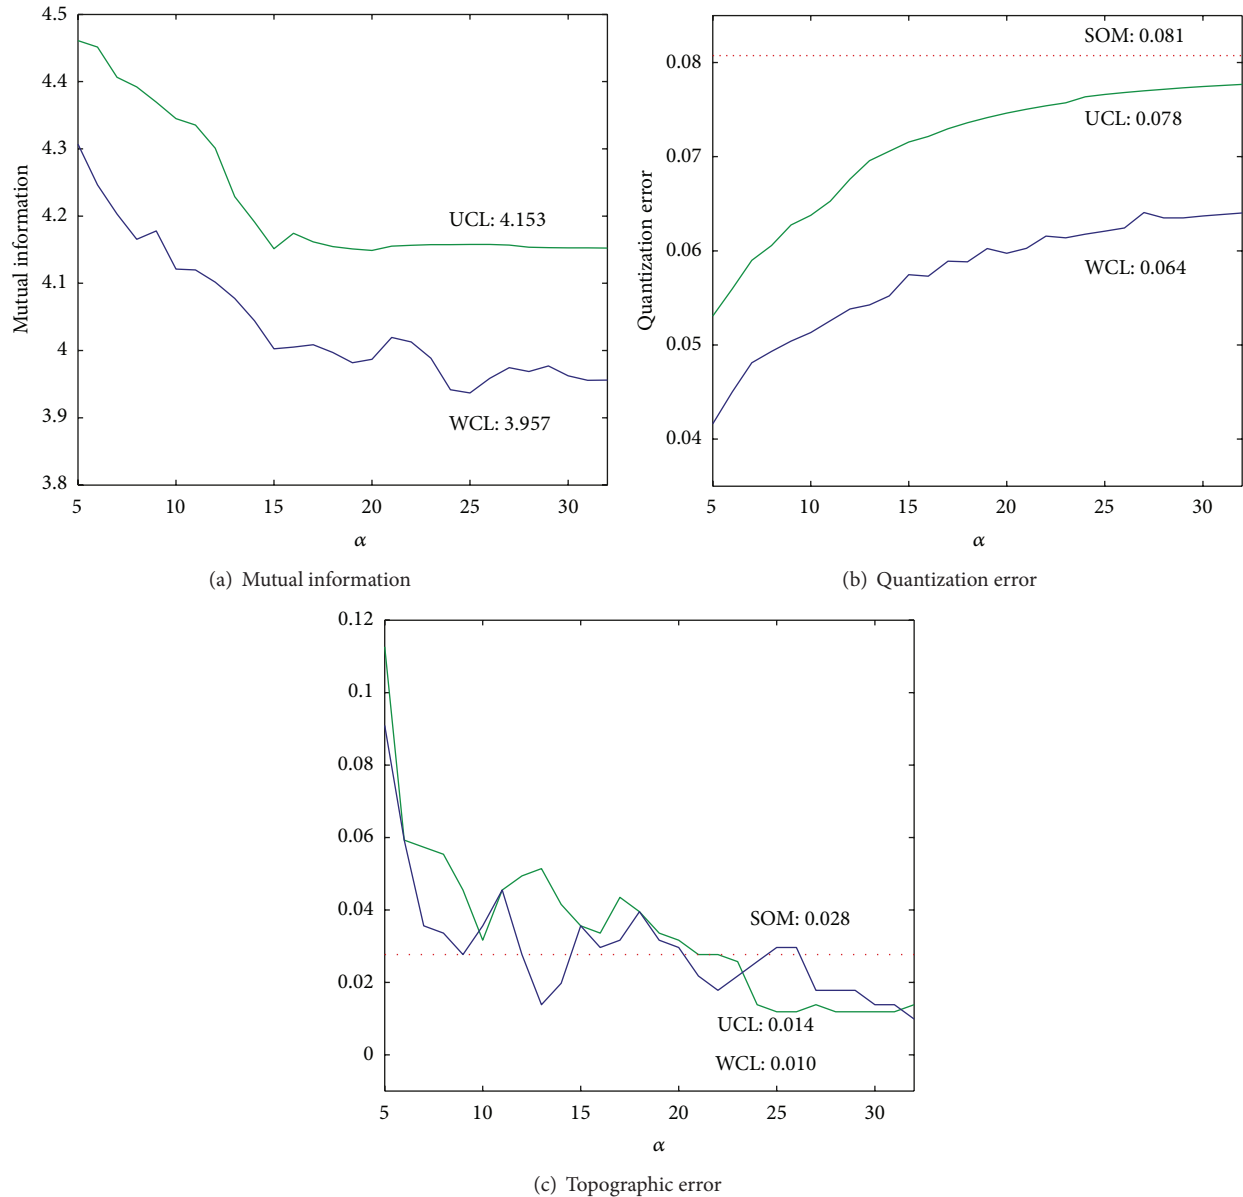 4.5
4.4
4.3
4.2
4.1
4
3.9
3.8
Mutual information
UCL: 4.153
WCL: 3.957
5 10 15 20 25 30
α
(a) Mutual information
0.08
0.07
0.06
0.05
0.04
Quantization error
SOM: 0.081
UCL: 0.078
WCL: 0.064
5 10 15 20 25 30
α
(b) Quantization error
0.12
0.1
0.08
0.06
0.04
0.02
0
SOM: 0.028
UCL: 0.014
WCL: 0.010
5 10 15 20 25 30
α
(c) Topographic error